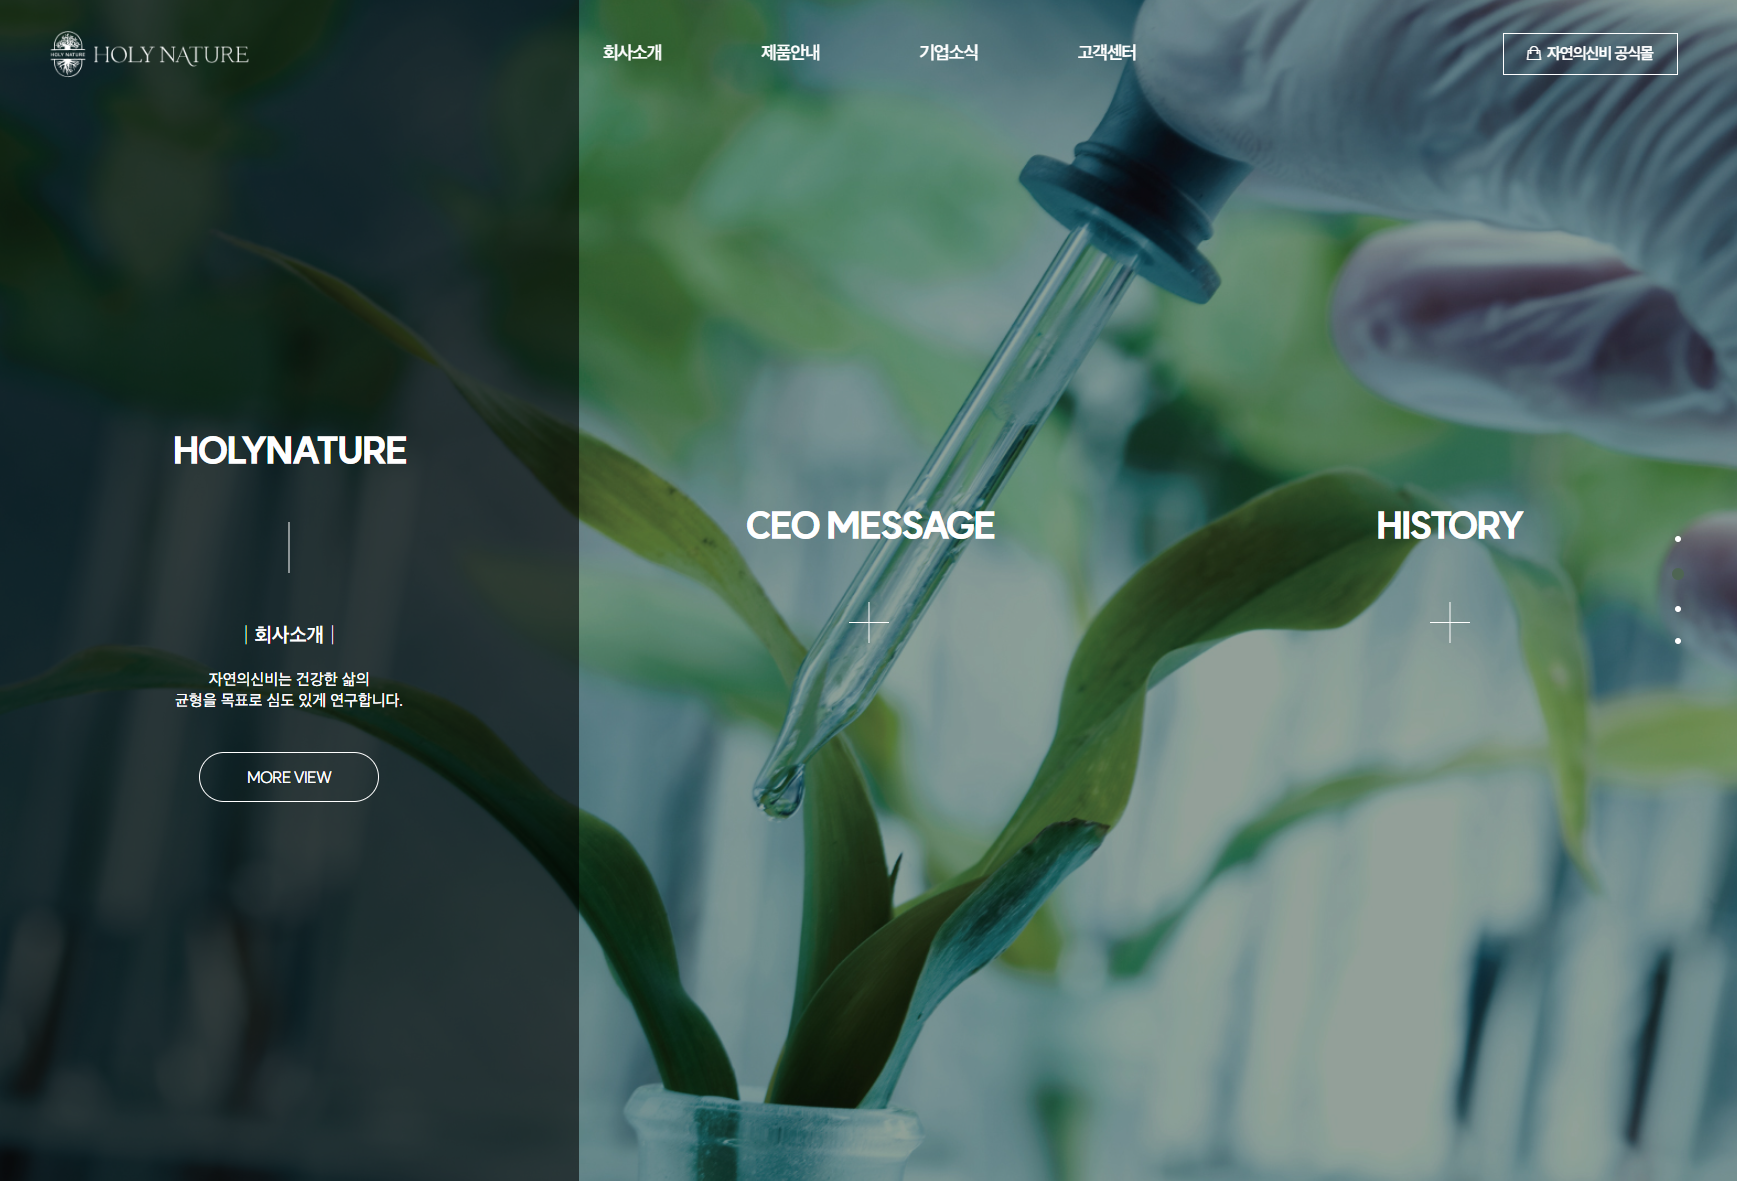 HOLY NATURE
HOLY NATURE
회사소개
제품안내
기업소식
고객센터
자연의신비 공식몰
HOLYNATURE
| 회사소개 |
자연의신비는 건강한 삶의
균형을 목표로 심도 있게 연구합니다.
MORE VIEW
CEO MESSAGE
HISTORY